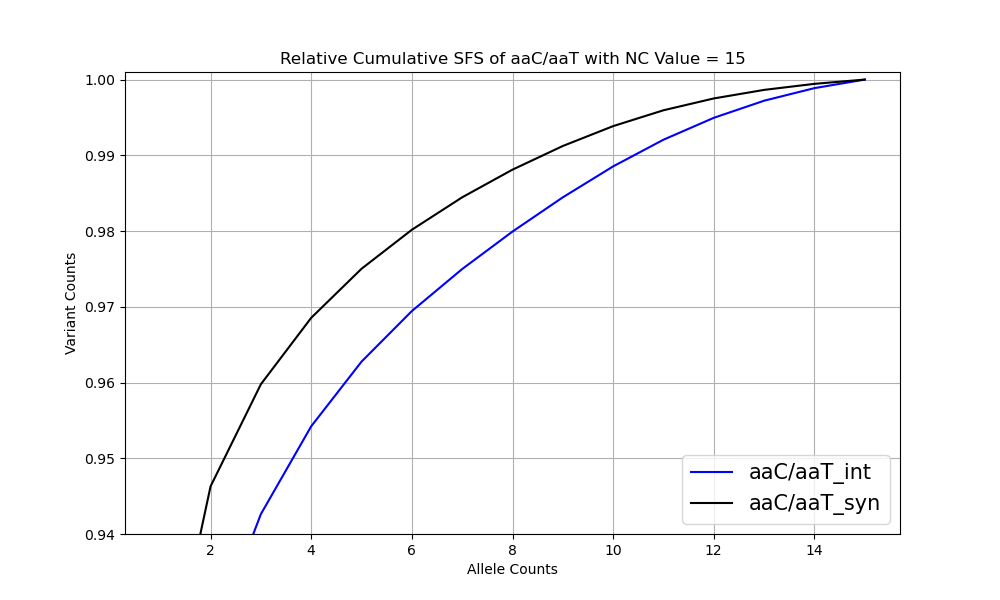 Relative Cumulative SFS of aaC/aaT with NC Value = 15
1.00
0.99
0.98
0.97
0.96
0.95
0.94
Variant Counts
2 4 6 8 10 12 14
Allele Counts
aaC/aaT_int
aaC/aaT_syn